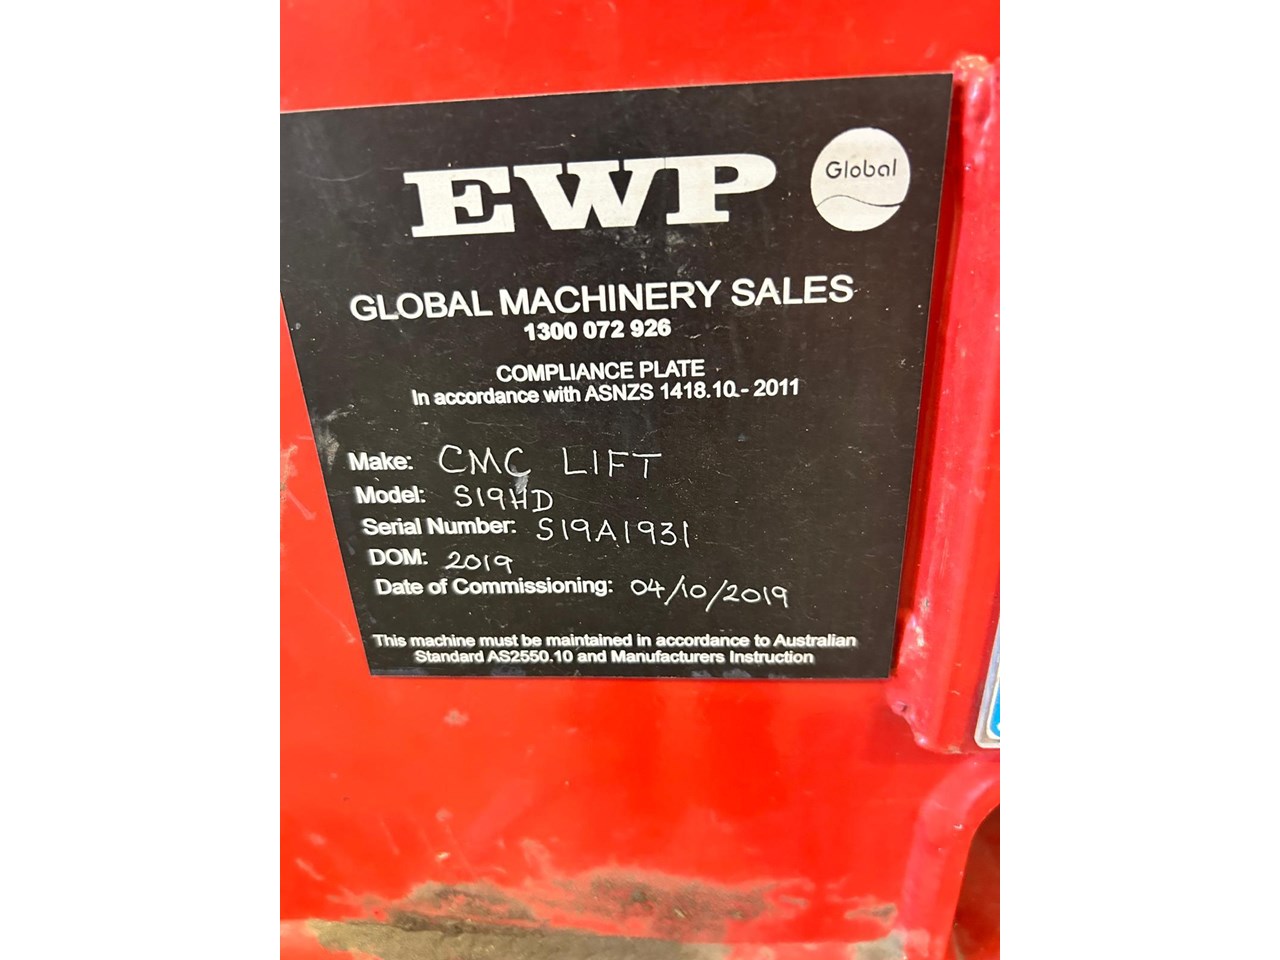 EWP
Global
GLOBAL MACHINERY SALES
1300 072 926
COMPLIANCE PLATE
In accordance with ASNZS 1418.10 - 2011
Make: CMC LIFT
Model: S19HD
Serial Number: S19A1931
DOM: 2019
Date of Commissioning: 04/10/2019
This machine must be maintained in accordance to Australian
Standard AS2550.10 and Manufacturers Instruction